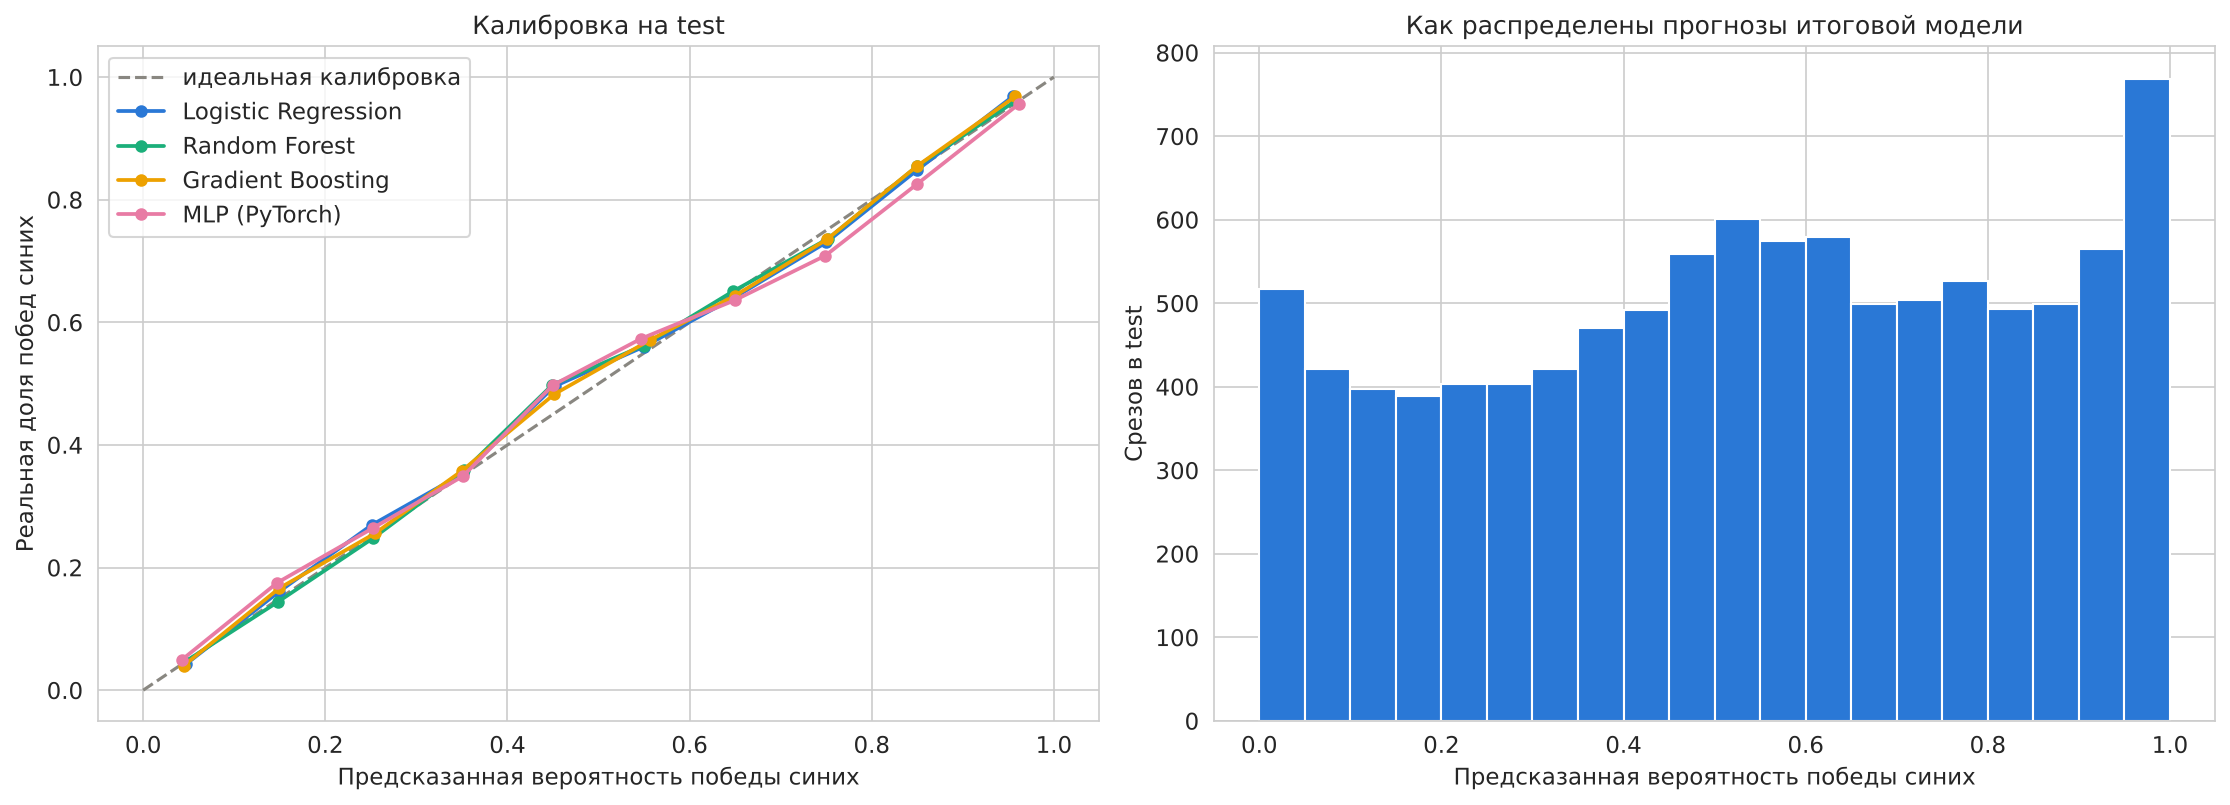 Калибровка на test
идеальная калибровка
Logistic Regression
Random Forest
Gradient Boosting
MLP (PyTorch)
Реальная доля побед синих
1.0
0.8
0.6
0.4
0.2
0.0
0.0 0.2 0.4 0.6 0.8 1.0
Предсказанная вероятность победы синих
Как распределены прогнозы итоговой модели
Срезов в test
800
700
600
500
400
300
200
100
0
0.0 0.2 0.4 0.6 0.8 1.0
Предсказанная вероятность победы синих